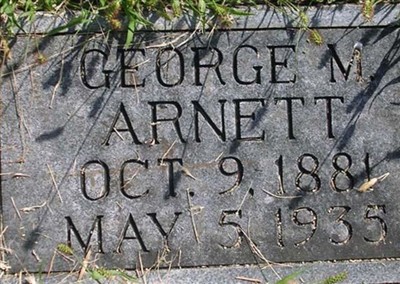 GEORGE M.
ARNETT
OCT. 9, 1881
MAY 5, 1935